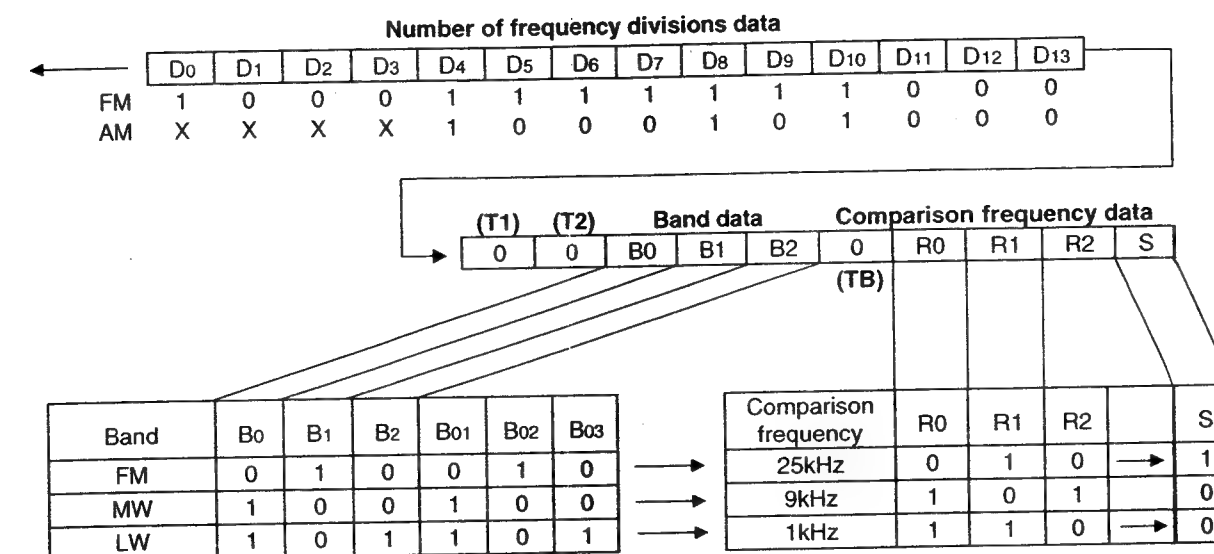 Number of frequency divisions data
D0 D1 D2 D3 D4 D5 D6 D7 D8 D9 D10 D11 D12 D13
FM 1 0 0 0 1 1 1 1 1 1 1 0 0 0
AM X X X X 1 0 0 0 1 0 1 0 0 0
(T1) (T2) Band data Comparison frequency data
0 0 B0 B1 B2 0 R0 R1 R2 S
(TB)
Band B0 B1 B2 B01 B02 B03
FM 0 1 0 0 1 0
MW 1 0 0 1 0 0
LW 1 0 1 1 0 1
Comparison
frequency R0 R1 R2 S
25kHz 0 1 0 1
9kHz 1 0 1 0
1kHz 1 1 0 0